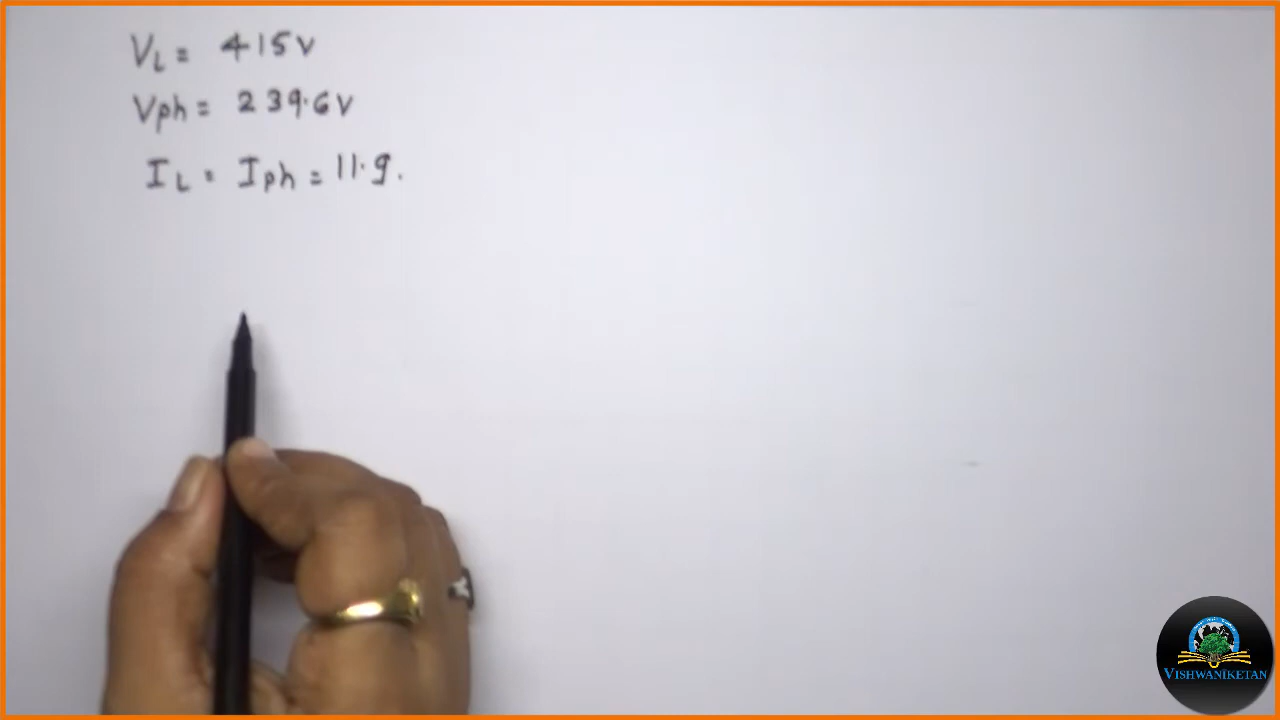 VL = 415V
Vph = 239.6V
IL = Iph = 11.9.
VISHWANIKETAN